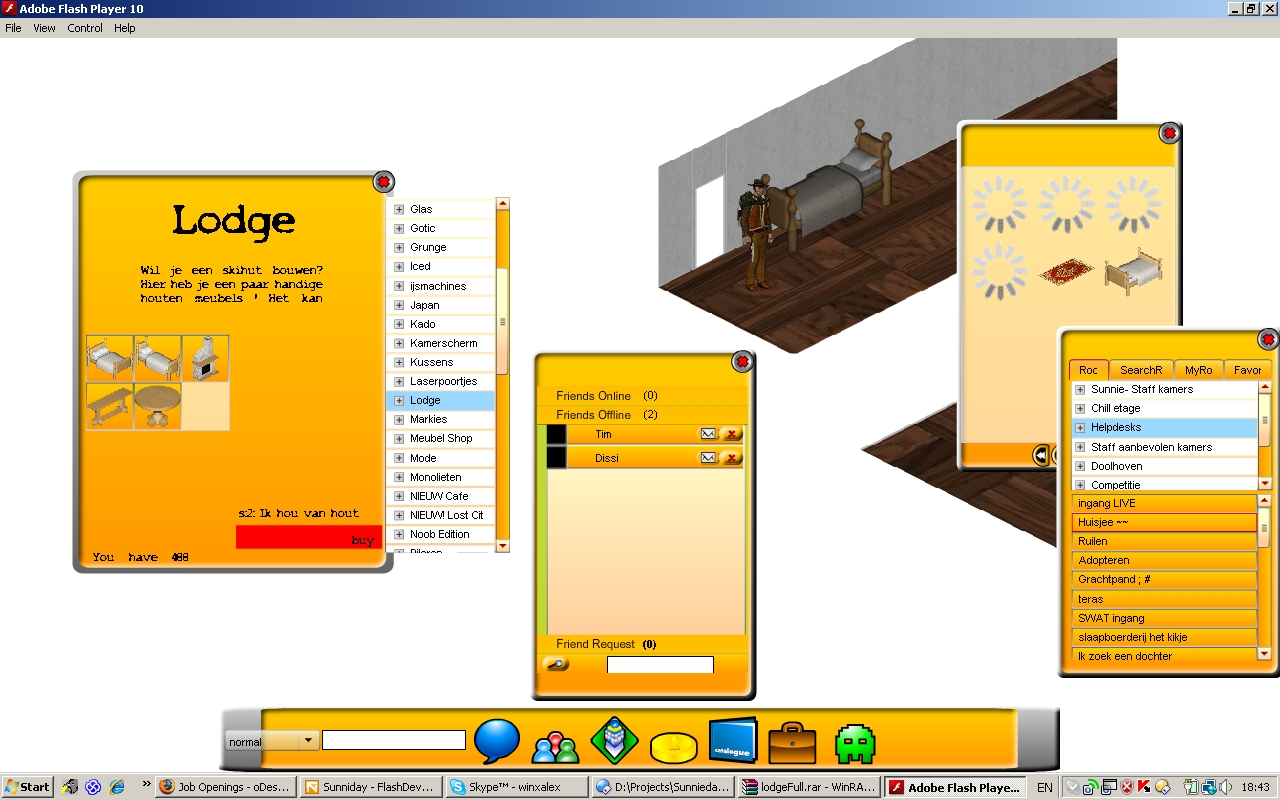 Adobe Flash Player 10
File View Control Help
Lodge
Wil je een skihut bouwen?
Hier heb je een paar handige
houten meubels ' Het kan
s:2: Ik hou van hout
buy
You have 488
Glas
Gotic
Grunge
Iced
ijsmachines
Japan
Kado
Kamerscherm
Kussens
Laserpoortjes
Lodge
Markies
Meubel Shop
Mode
Monolieten
NIEUW Cafe
NIEUW! Lost Cit
Noob Edition
Friends Online (0)
Friends Offline (2)
Tim
Dissi
Friend Request (0)
Roc SearchR MyRo Favor
Sunnie- Staff kamers
Chill etage
Helpdesks
Staff aanbevolen kamers
Doolhoven
Competitie
ingang LIVE
Huisjee ~~
Ruilen
Adopteren
Grachtpand ; #
teras
SWAT ingang
slaapboerderij het kikje
Ik zoek een dochter
normal
catalogue
Start » Job Openings - oDes... Sunniday - FlashDev... Skype™ - winxalex D:\Projects\Sunnieda... lodgeFull.rar - WinRA... Adobe Flash Playe... EN 18:43